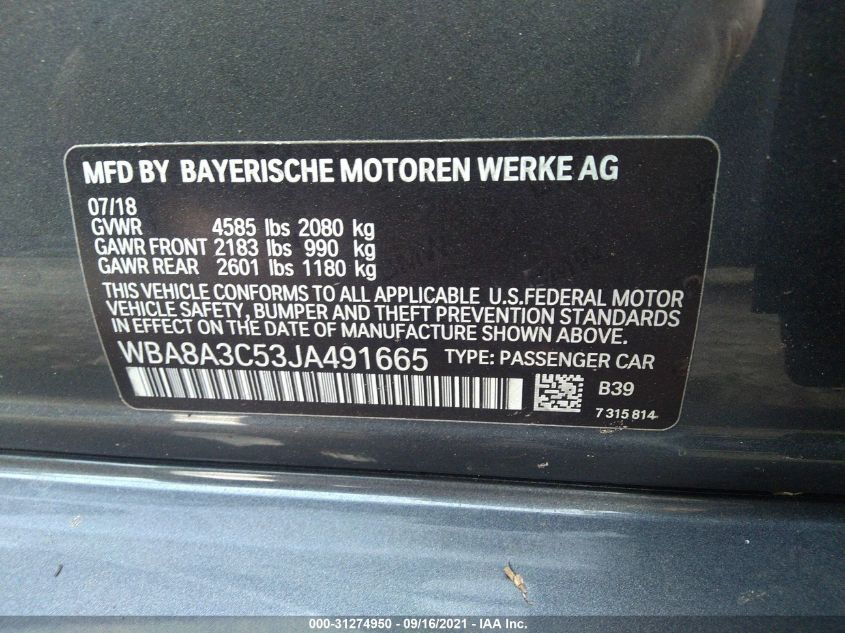 MFD BY BAYERISCHE MOTOREN WERKE AG
07/18
GVWR 4585 lbs 2080 kg
GAWR FRONT 2183 lbs 990 kg
GAWR REAR 2601 lbs 1180 kg
THIS VEHICLE CONFORMS TO ALL APPLICABLE U.S.FEDERAL MOTOR
VEHICLE SAFETY, BUMPER AND THEFT PREVENTION STANDARDS
IN EFFECT ON THE DATE OF MANUFACTURE SHOWN ABOVE.
WBA8A3C53JA491665 TYPE: PASSENGER CAR
B39
7 315 814
000-31274950 - 09/16/2021 - IAA Inc.